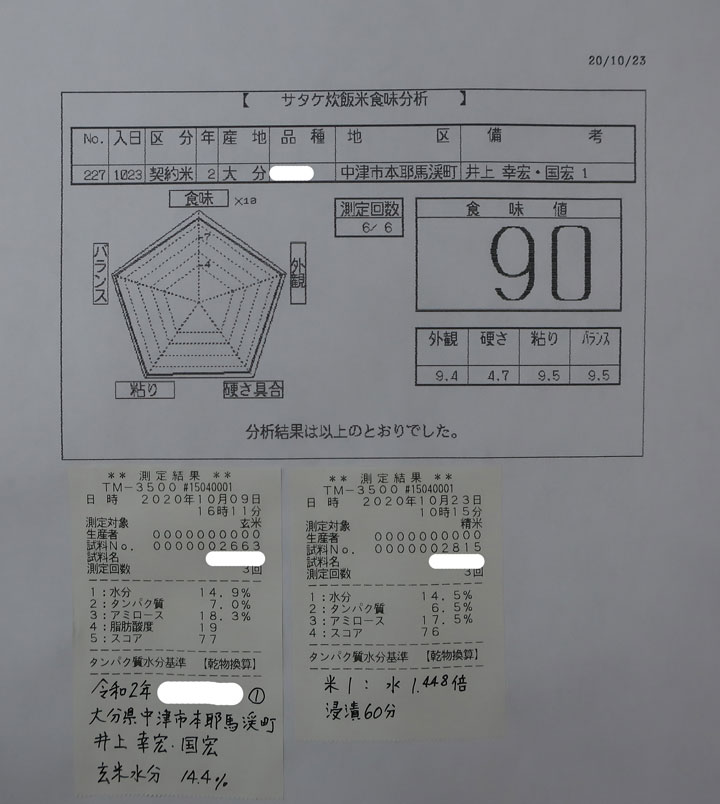 20/10/23
【 サタケ炊飯米食味分析 】
No. 入日 区分 年 産地 品種 地区 備考
227 1023 契約米 2 大分 中津市本耶馬渓町 井上 幸宏・国宏 1
食味 ×10
7
4
バランス
外観
粘り
硬さ具合
測定回数
6/ 6
食味値
90
外観 硬さ 粘り バランス
9.4 4.7 9.5 9.5
分析結果は以上のとおりでした。
** 測定結果 **
TM-3500 #15040001
日 時 2020年10月09日
16時11分
測定対象 玄米
生産者 0000000000
試料No. 0000002663
試料名
測定回数 3回
1:水分 14.9%
2:タンパク質 7.0%
3:アミロース 18.3%
4:脂肪酸度 19
5:スコア 77
タンパク質水分基準 【乾物換算】
令和2年 ①
大分県中津市本耶馬渓町
井上 幸宏・国宏
玄米水分 14.4%
** 測定結果 **
TM-3500 #15040001
日 時 2020年10月23日
10時15分
測定対象 精米
生産者 0000000000
試料No. 0000002815
試料名
測定回数 3回
1:水分 14.5%
2:タンパク質 6.5%
3:アミロース 17.5%
4:スコア 76
タンパク質水分基準 【乾物換算】
米1: 水1.448倍
浸漬60分